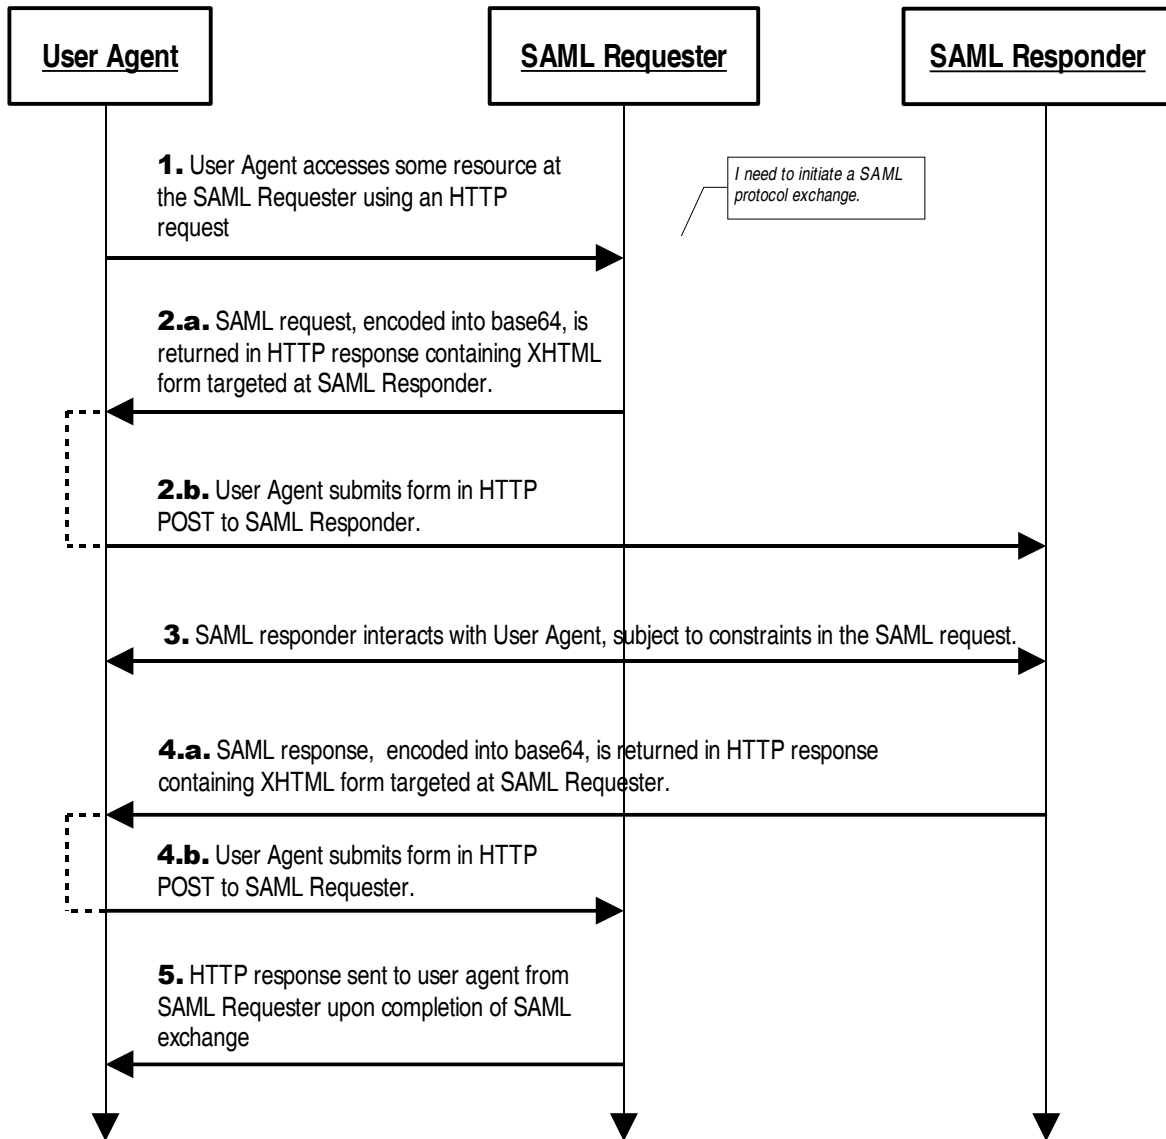 User Agent
SAML Requester
SAML Responder
1. User Agent accesses some resource at
the SAML Requester using an HTTP
request
I need to initiate a SAML
protocol exchange.
2.a. SAML request, encoded into base64, is
returned in HTTP response containing XHTML
form targeted at SAML Responder.
2.b. User Agent submits form in HTTP
POST to SAML Responder.
3. SAML responder interacts with User Agent, subject to constraints in the SAML request.
4.a. SAML response, encoded into base64, is returned in HTTP response
containing XHTML form targeted at SAML Requester.
4.b. User Agent submits form in HTTP
POST to SAML Requester.
5. HTTP response sent to user agent from
SAML Requester upon completion of SAML
exchange